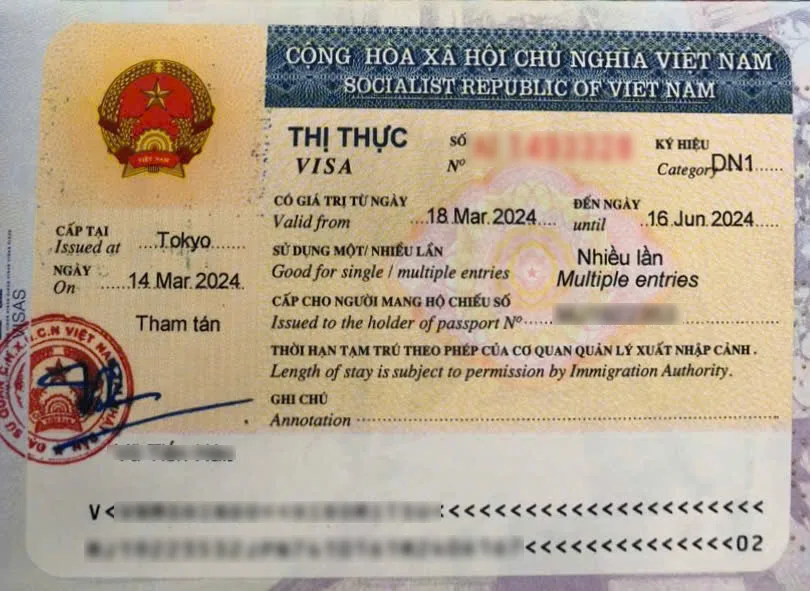 CỘNG HÒA XÃ HỘI CHỦ NGHĨA VIỆT NAM
SOCIALIST REPUBLIC OF VIET NAM
VIỆT NAM
THỊ THỰC
VISA
SỐ
Nº
KÝ HIỆU
Category DN1
CÓ GIÁ TRỊ TỪ NGÀY
Valid from 18 Mar. 2024
ĐẾN NGÀY
until 16 Jun. 2024
CẤP TẠI
Issued at Tokyo
NGÀY
On 14 Mar. 2024
Tham tán
SỬ DỤNG MỘT/ NHIỀU LẦN
Good for single / multiple entries
Nhiều lần
Multiple entries
CẤP CHO NGƯỜI MANG HỘ CHIẾU SỐ
Issued to the holder of passport Nº
THỜI HẠN TẠM TRÚ THEO PHÉP CỦA CƠ QUAN QUẢN LÝ XUẤT NHẬP CẢNH .
Length of stay is subject to permission by Immigration Authority.
GHI CHÚ
Annotation
V<
<<<<<<<<<<<<<<02
VISAS